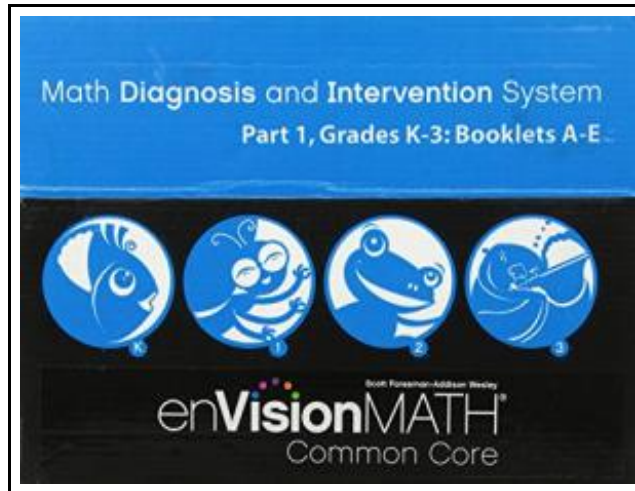 Math Diagnosis and Intervention System
Part 1, Grades K-3: Booklets A-E
K 1 2 3
Scott Foresman-Addison Wesley
enVisionMATH®
Common Core